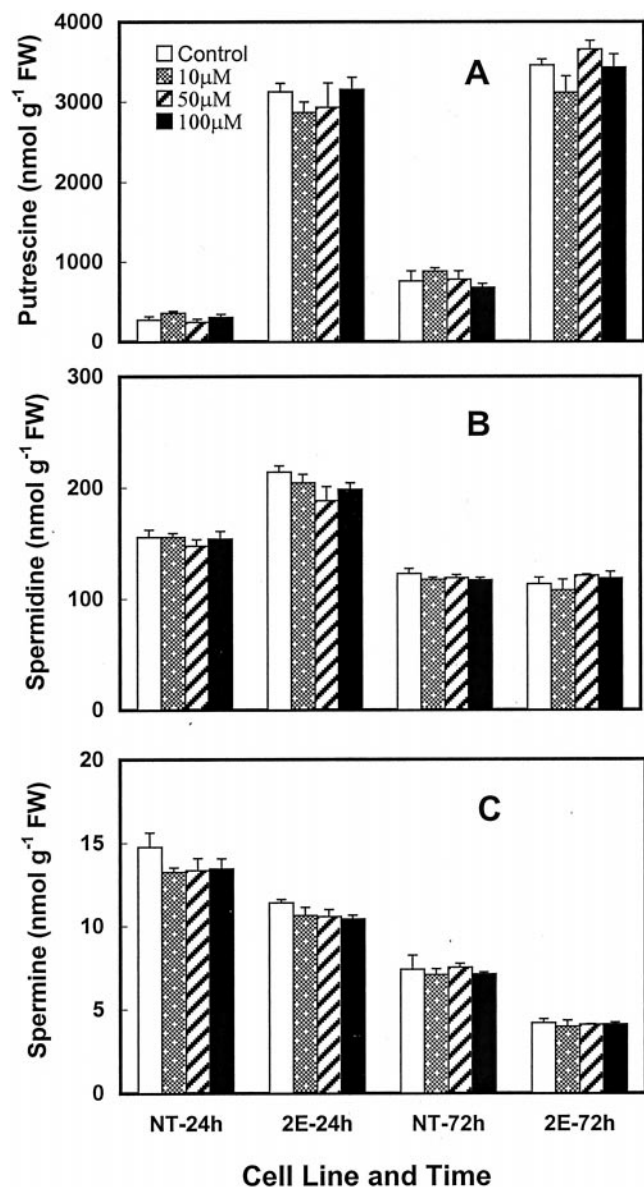 4000
3000
2000
1000
0
Putrescine (nmol g⁻¹ FW)
Control
10µM
50µM
100µM
A
300
200
100
0
Spermidine (nmol g⁻¹ FW)
B
20
15
10
5
0
Spermine (nmol g⁻¹ FW)
C
NT-24h 2E-24h NT-72h 2E-72h
Cell Line and Time